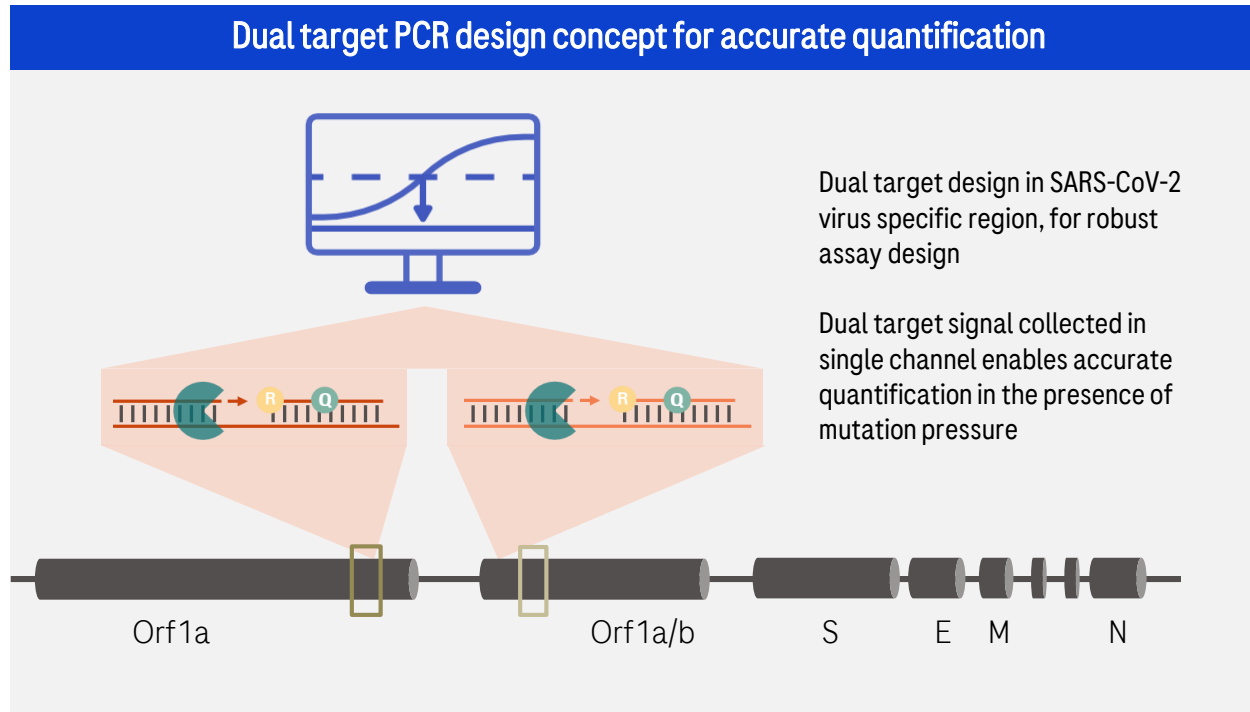 Dual target PCR design concept for accurate quantification
Dual target design in SARS-CoV-2
virus specific region, for robust
assay design
Dual target signal collected in
single channel enables accurate
quantification in the presence of
mutation pressure
R Q R Q
Orf1a Orf1a/b S E M N